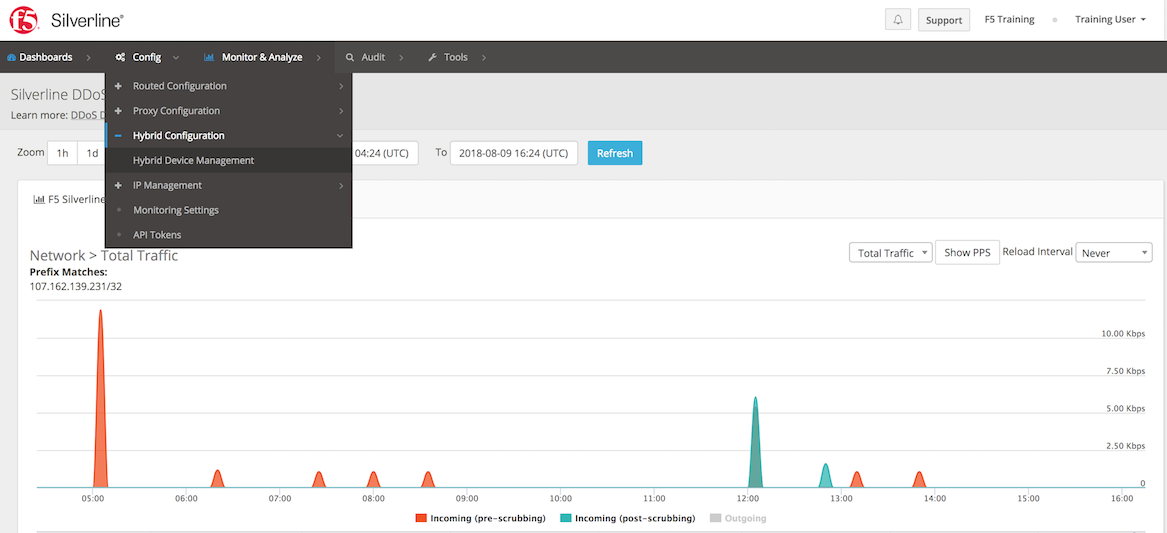 f5 Silverline®
Support
F5 Training
Training User
Dashboards
Config
Monitor & Analyze
Audit
Tools
Silverline DDoS
Learn more: DDoS D
Routed Configuration
Proxy Configuration
Hybrid Configuration
Hybrid Device Management
IP Management
Monitoring Settings
API Tokens
Zoom 1h 1d 04:24 (UTC) To 2018-08-09 16:24 (UTC) Refresh
F5 Silverline
Network > Total Traffic
Prefix Matches:
107.162.139.231/32
Total Traffic Show PPS Reload Interval Never
10.00 Kbps
7.50 Kbps
5.00 Kbps
2.50 Kbps
0
05:00 06:00 07:00 08:00 09:00 10:00 11:00 12:00 13:00 14:00 15:00 16:00
Incoming (pre-scrubbing) Incoming (post-scrubbing) Outgoing